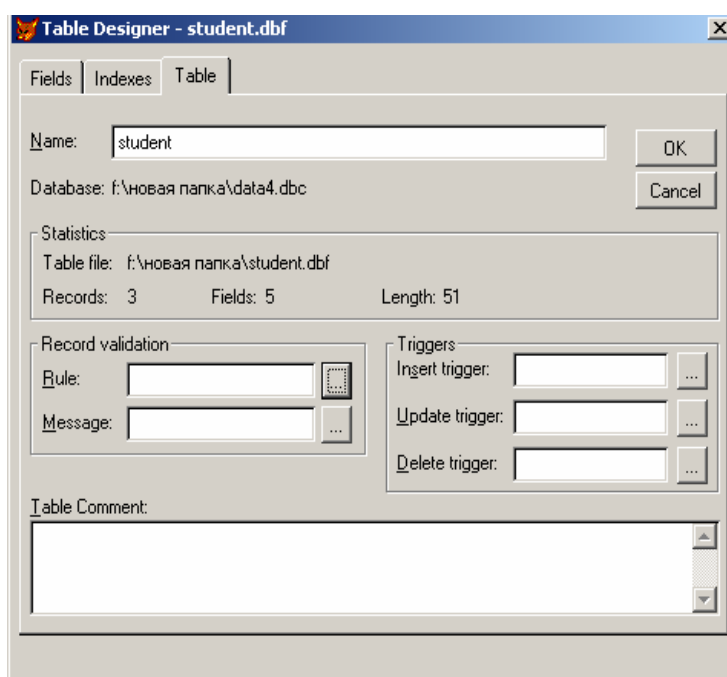 Table Designer - student.dbf
Fields Indexes Table
Name: student
OK
Database: f:\новая папка\data4.dbc
Cancel
Statistics
Table file: f:\новая папка\student.dbf
Records: 3 Fields: 5 Length: 51
Record validation
Rule: ...
Message: ...
Triggers
Insert trigger: ...
Update trigger: ...
Delete trigger: ...
Table Comment: